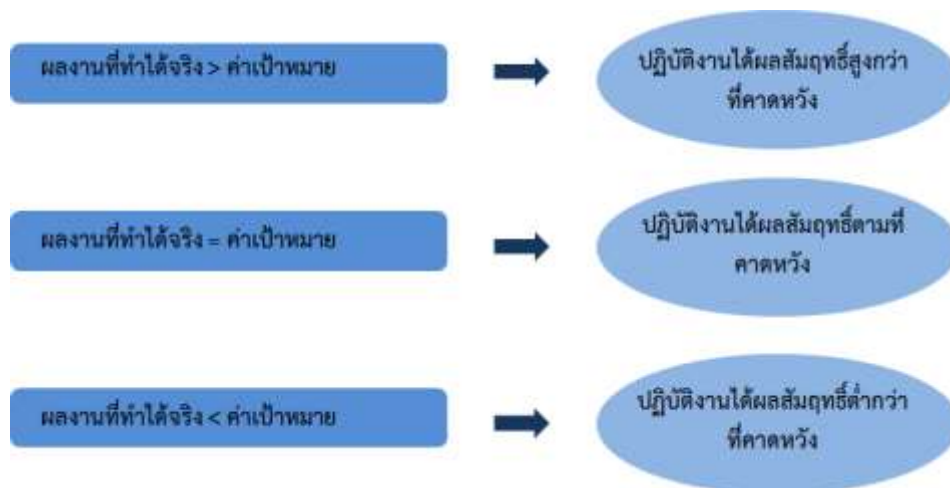 ผลงานที่ทำได้จริง > ค่าเป้าหมาย
ปฏิบัติงานได้ผลสัมฤทธิ์สูงกว่า
ที่คาดหวัง
ผลงานที่ทำได้จริง = ค่าเป้าหมาย
ปฏิบัติงานได้ผลสัมฤทธิ์ตามที่
คาดหวัง
ผลงานที่ทำได้จริง < ค่าเป้าหมาย
ปฏิบัติงานได้ผลสัมฤทธิ์ต่ำกว่า
ที่คาดหวัง